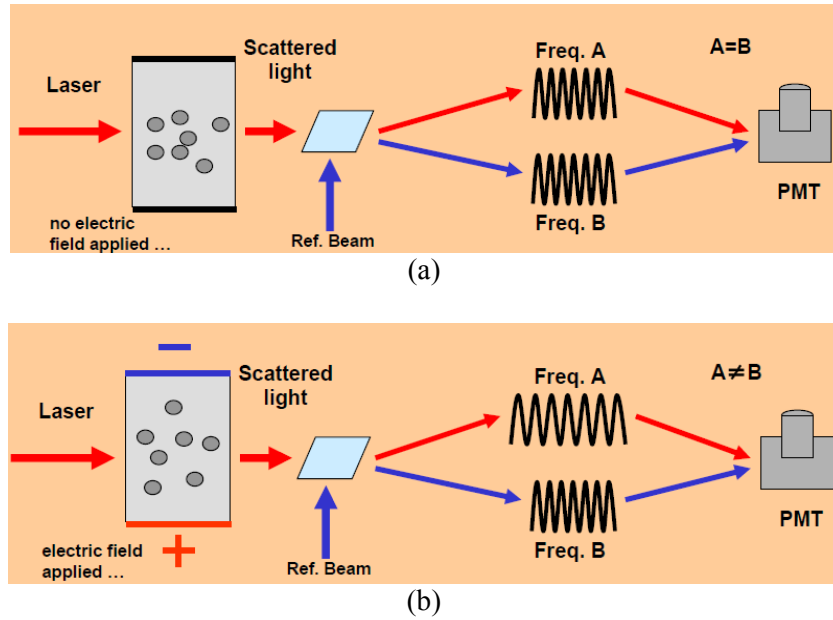 Scattered
light
Laser
Freq. A
A=B
no electric
field applied ...
Ref. Beam
Freq. B
PMT
(a)
Scattered
light
Laser
Freq. A
A≠B
electric field
applied ...
Ref. Beam
Freq. B
PMT
(b)